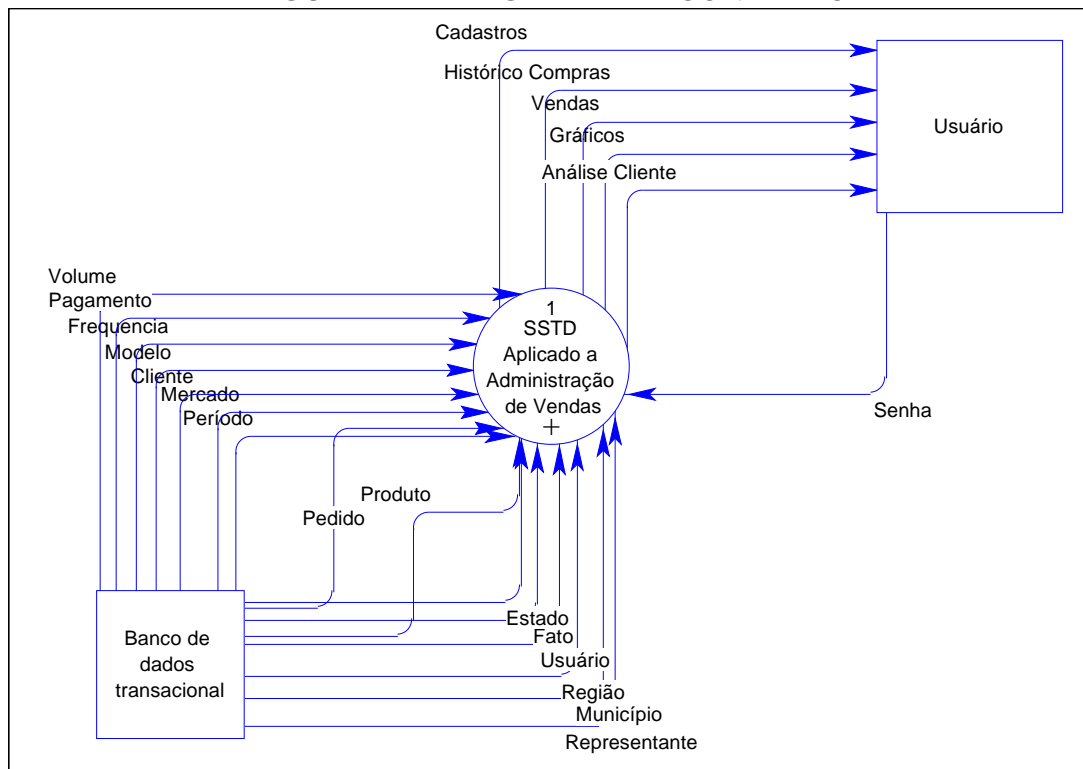 Cadastros
Histórico Compras
Vendas
Gráficos
Análise Cliente
Usuário
Volume
Pagamento
Frequencia
Modelo
Cliente
Mercado
Período
1
SSTD
Aplicado a
Administração
de Vendas
+
Senha
Produto
Pedido
Banco de
dados
transacional
Estado
Fato
Usuário
Região
Município
Representante